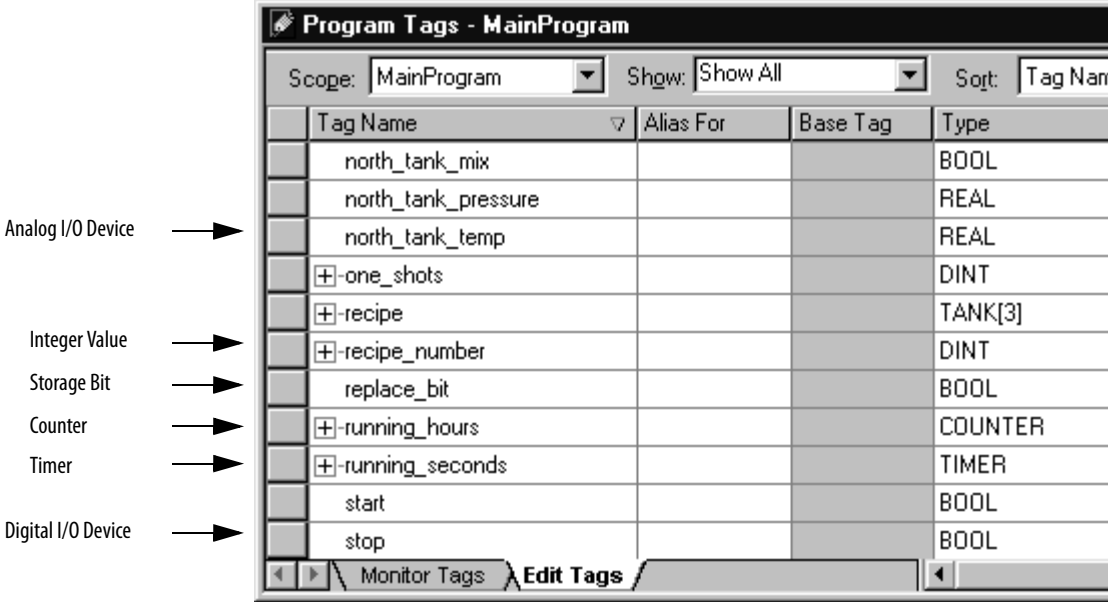 Program Tags - MainProgram
Scope: MainProgram Show: Show All Sort: Tag Nam
Tag Name Alias For Base Tag Type
north_tank_mix BOOL
north_tank_pressure REAL
Analog I/O Device north_tank_temp REAL
one_shots DINT
recipe TANK[3]
Integer Value recipe_number DINT
Storage Bit replace_bit BOOL
Counter running_hours COUNTER
Timer running_seconds TIMER
start BOOL
Digital I/O Device stop BOOL
Monitor Tags Edit Tags